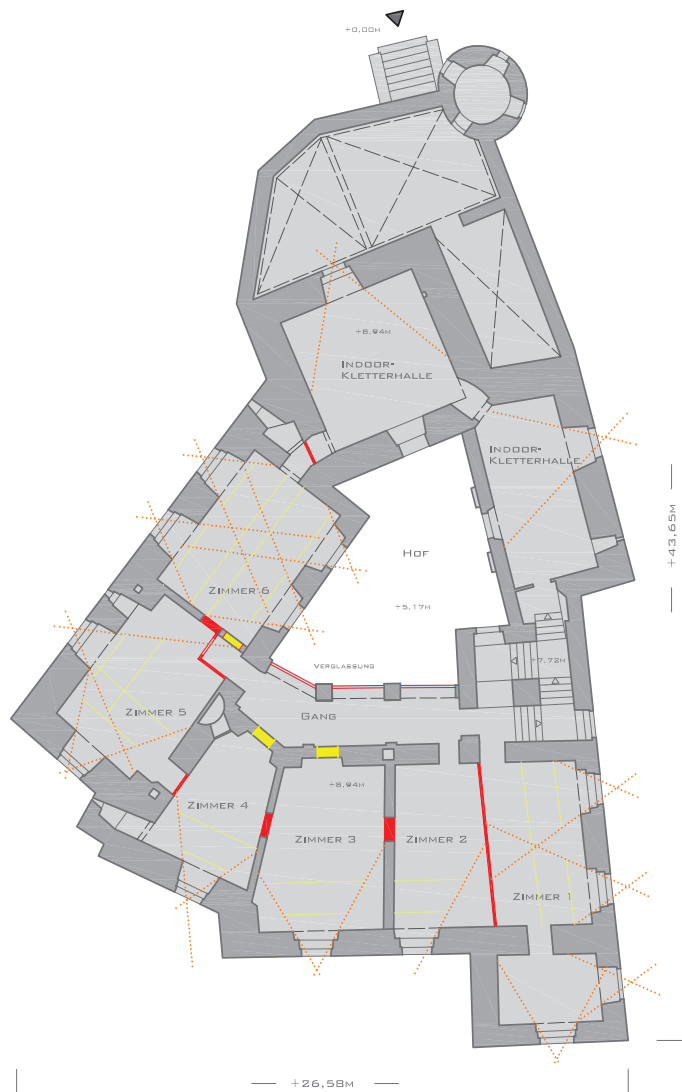 +0,00M
+6,94M
INDOOR-
KLETTERHALLE
INDOOR-
KLETTERHALLE
+43,65M
HOF
ZIMMER 6
+5,17M
VERGLASSUNG
+7,72M
ZIMMER 5
GANG
+6,94M
ZIMMER 4
ZIMMER 3
ZIMMER 2
ZIMMER 1
+26,58M